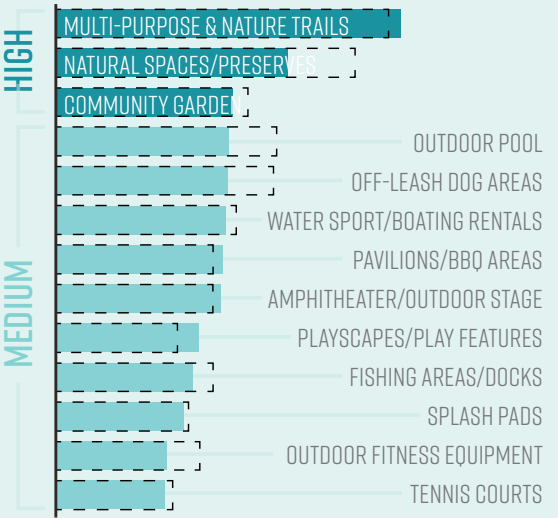 HIGH
MULTI-PURPOSE & NATURE TRAILS
NATURAL SPACES/PRESERVES
COMMUNITY GARDEN
MEDIUM
OUTDOOR POOL
OFF-LEASH DOG AREAS
WATER SPORT/BOATING RENTALS
PAVILIONS/BBQ AREAS
AMPHITHEATER/OUTDOOR STAGE
PLAYSCAPES/PLAY FEATURES
FISHING AREAS/DOCKS
SPLASH PADS
OUTDOOR FITNESS EQUIPMENT
TENNIS COURTS